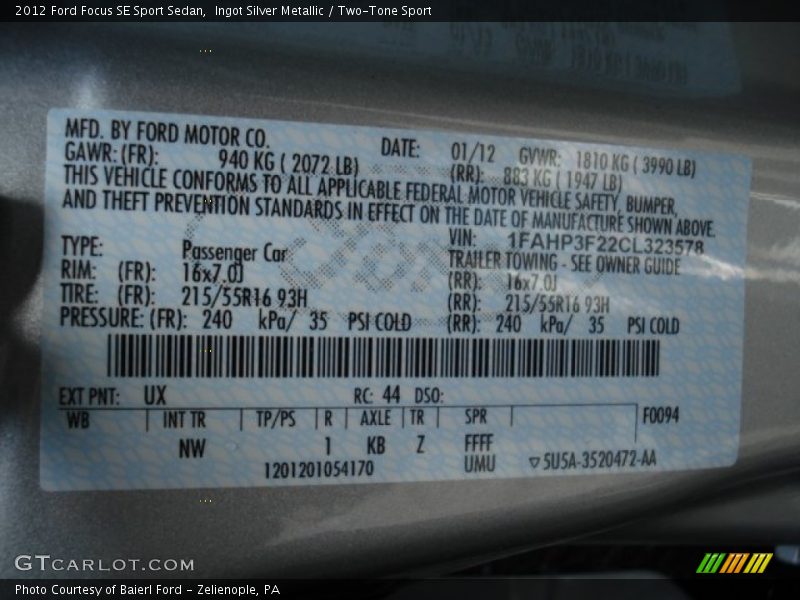 2012 Ford Focus SE Sport Sedan,  Ingot Silver Metallic / Two-Tone Sport
MFD. BY FORD MOTOR CO. DATE: 01/12 GVWR: 1810 KG ( 3990 LB)
GAWR: (FR): 940 KG ( 2072 LB) (RR): 883 KG ( 1947 LB)
THIS VEHICLE CONFORMS TO ALL APPLICABLE FEDERAL MOTOR VEHICLE SAFETY, BUMPER,
AND THEFT PREVENTION STANDARDS IN EFFECT ON THE DATE OF MANUFACTURE SHOWN ABOVE.
VIN: 1FAHP3F22CL323578
TYPE: Passenger Car TRAILER TOWING - SEE OWNER GUIDE
RIM: (FR): 16x7.0J (RR): 16x7.0J
TIRE: (FR): 215/55R16 93H (RR): 215/55R16 93H
PRESSURE: (FR): 240 kPa/ 35 PSI COLD (RR): 240 kPa/ 35 PSI COLD
EXT PNT: UX RC: 44 DSO:
WB INT TR TP/PS R AXLE TR SPR F0094
NW 1 KB Z FFFF
1201201054170 UMU ▽5U5A-3520472-AA
GTCARLOT.COM
Photo Courtesy of Baierl Ford - Zelienople, PA